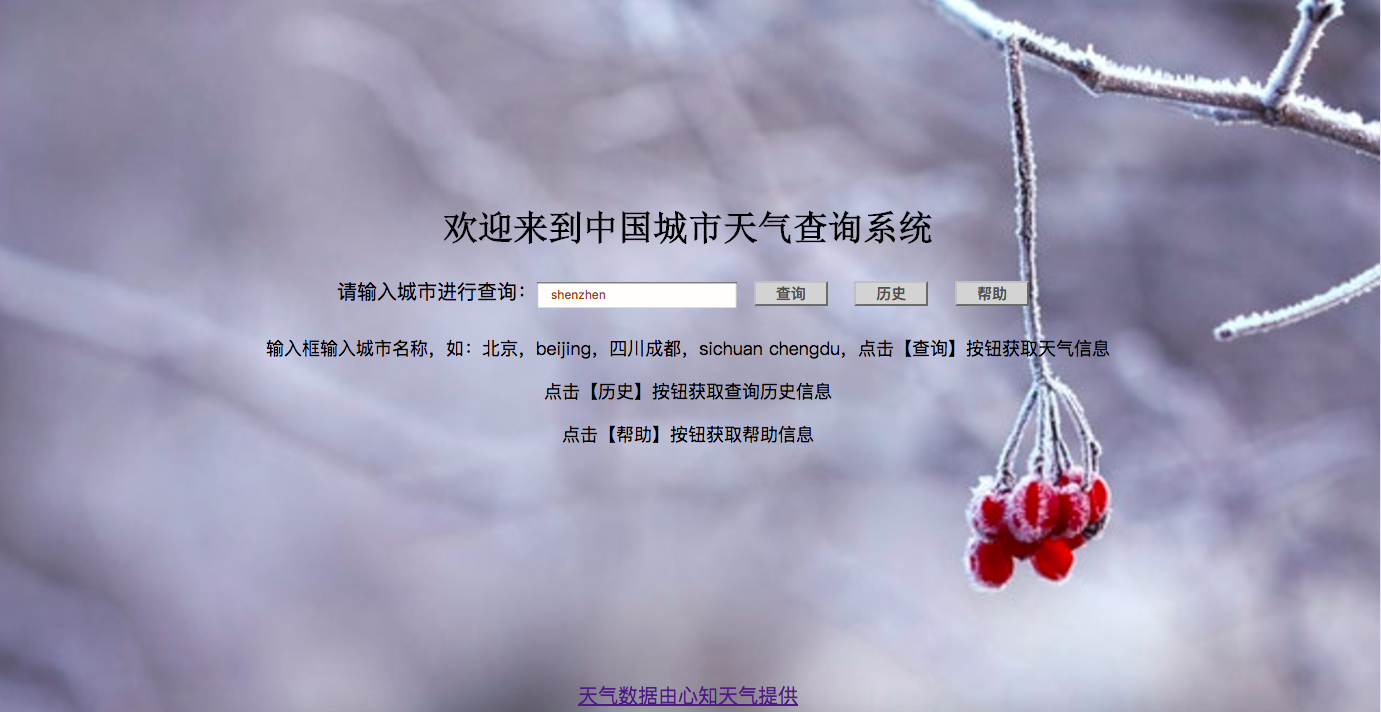 欢迎来到中国城市天气查询系统
请输入城市进行查询： shenzhen 查询 历史 帮助
输入框输入城市名称，如：北京，beijing，四川成都，sichuan chengdu，点击【查询】按钮获取天气信息
点击【历史】按钮获取查询历史信息
点击【帮助】按钮获取帮助信息
天气数据由心知天气提供